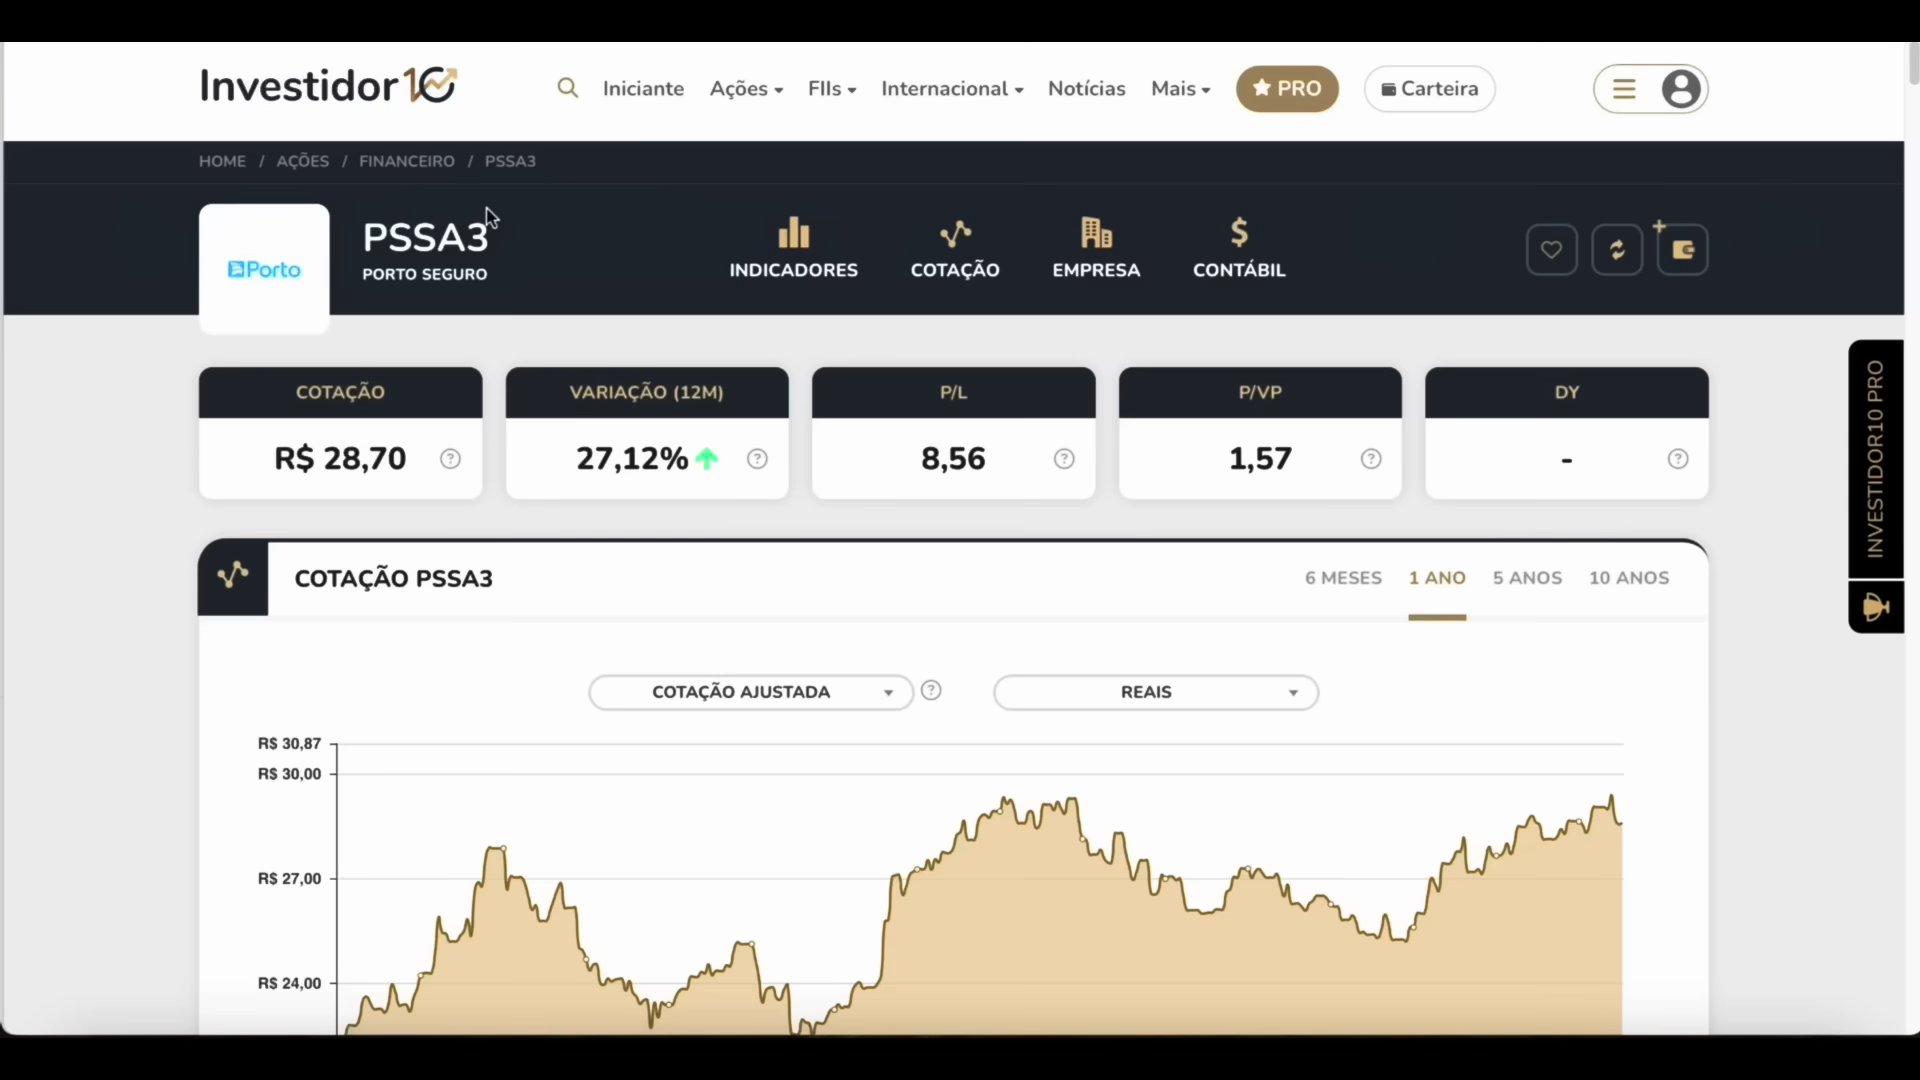 Investidor10
Iniciante Ações FIIs Internacional Notícias Mais PRO Carteira
HOME / AÇÕES / FINANCEIRO / PSSA3
Porto
PSSA3
PORTO SEGURO
INDICADORES COTAÇÃO EMPRESA CONTÁBIL
COTAÇÃO VARIAÇÃO (12M) P/L P/VP DY
R$ 28,70 ? 27,12% ? 8,56 ? 1,57 ? - ?
INVESTIDOR10 PRO
COTAÇÃO PSSA3 6 MESES 1 ANO 5 ANOS 10 ANOS
COTAÇÃO AJUSTADA ? REAIS
R$ 30,87
R$ 30,00
R$ 27,00
R$ 24,00